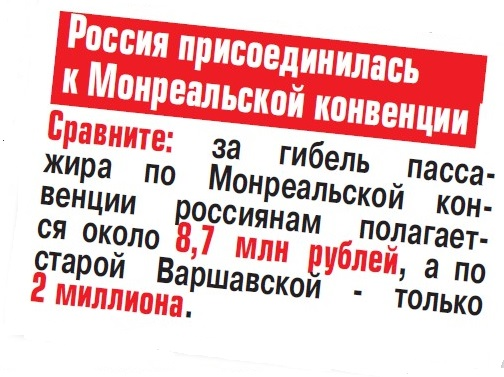 Россия присоединилась
к Монреальской конвенции
Сравните: за гибель пасса-
жира по Монреальской кон-
венции россиянам полагает-
ся около 8,7 млн рублей, а по
старой Варшавской - только
2 миллиона.